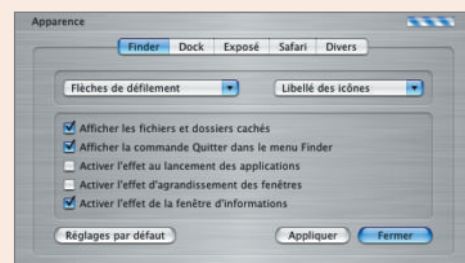 Apparence
Finder Dock Exposé Safari Divers
Flèches de défilement Libellé des icônes
Afficher les fichiers et dossiers cachés
Afficher la commande Quitter dans le menu Finder
Activer l'effet au lancement des applications
Activer l'effet d'agrandissement des fenêtres
Activer l'effet de la fenêtre d'informations
Réglages par défaut Appliquer Fermer